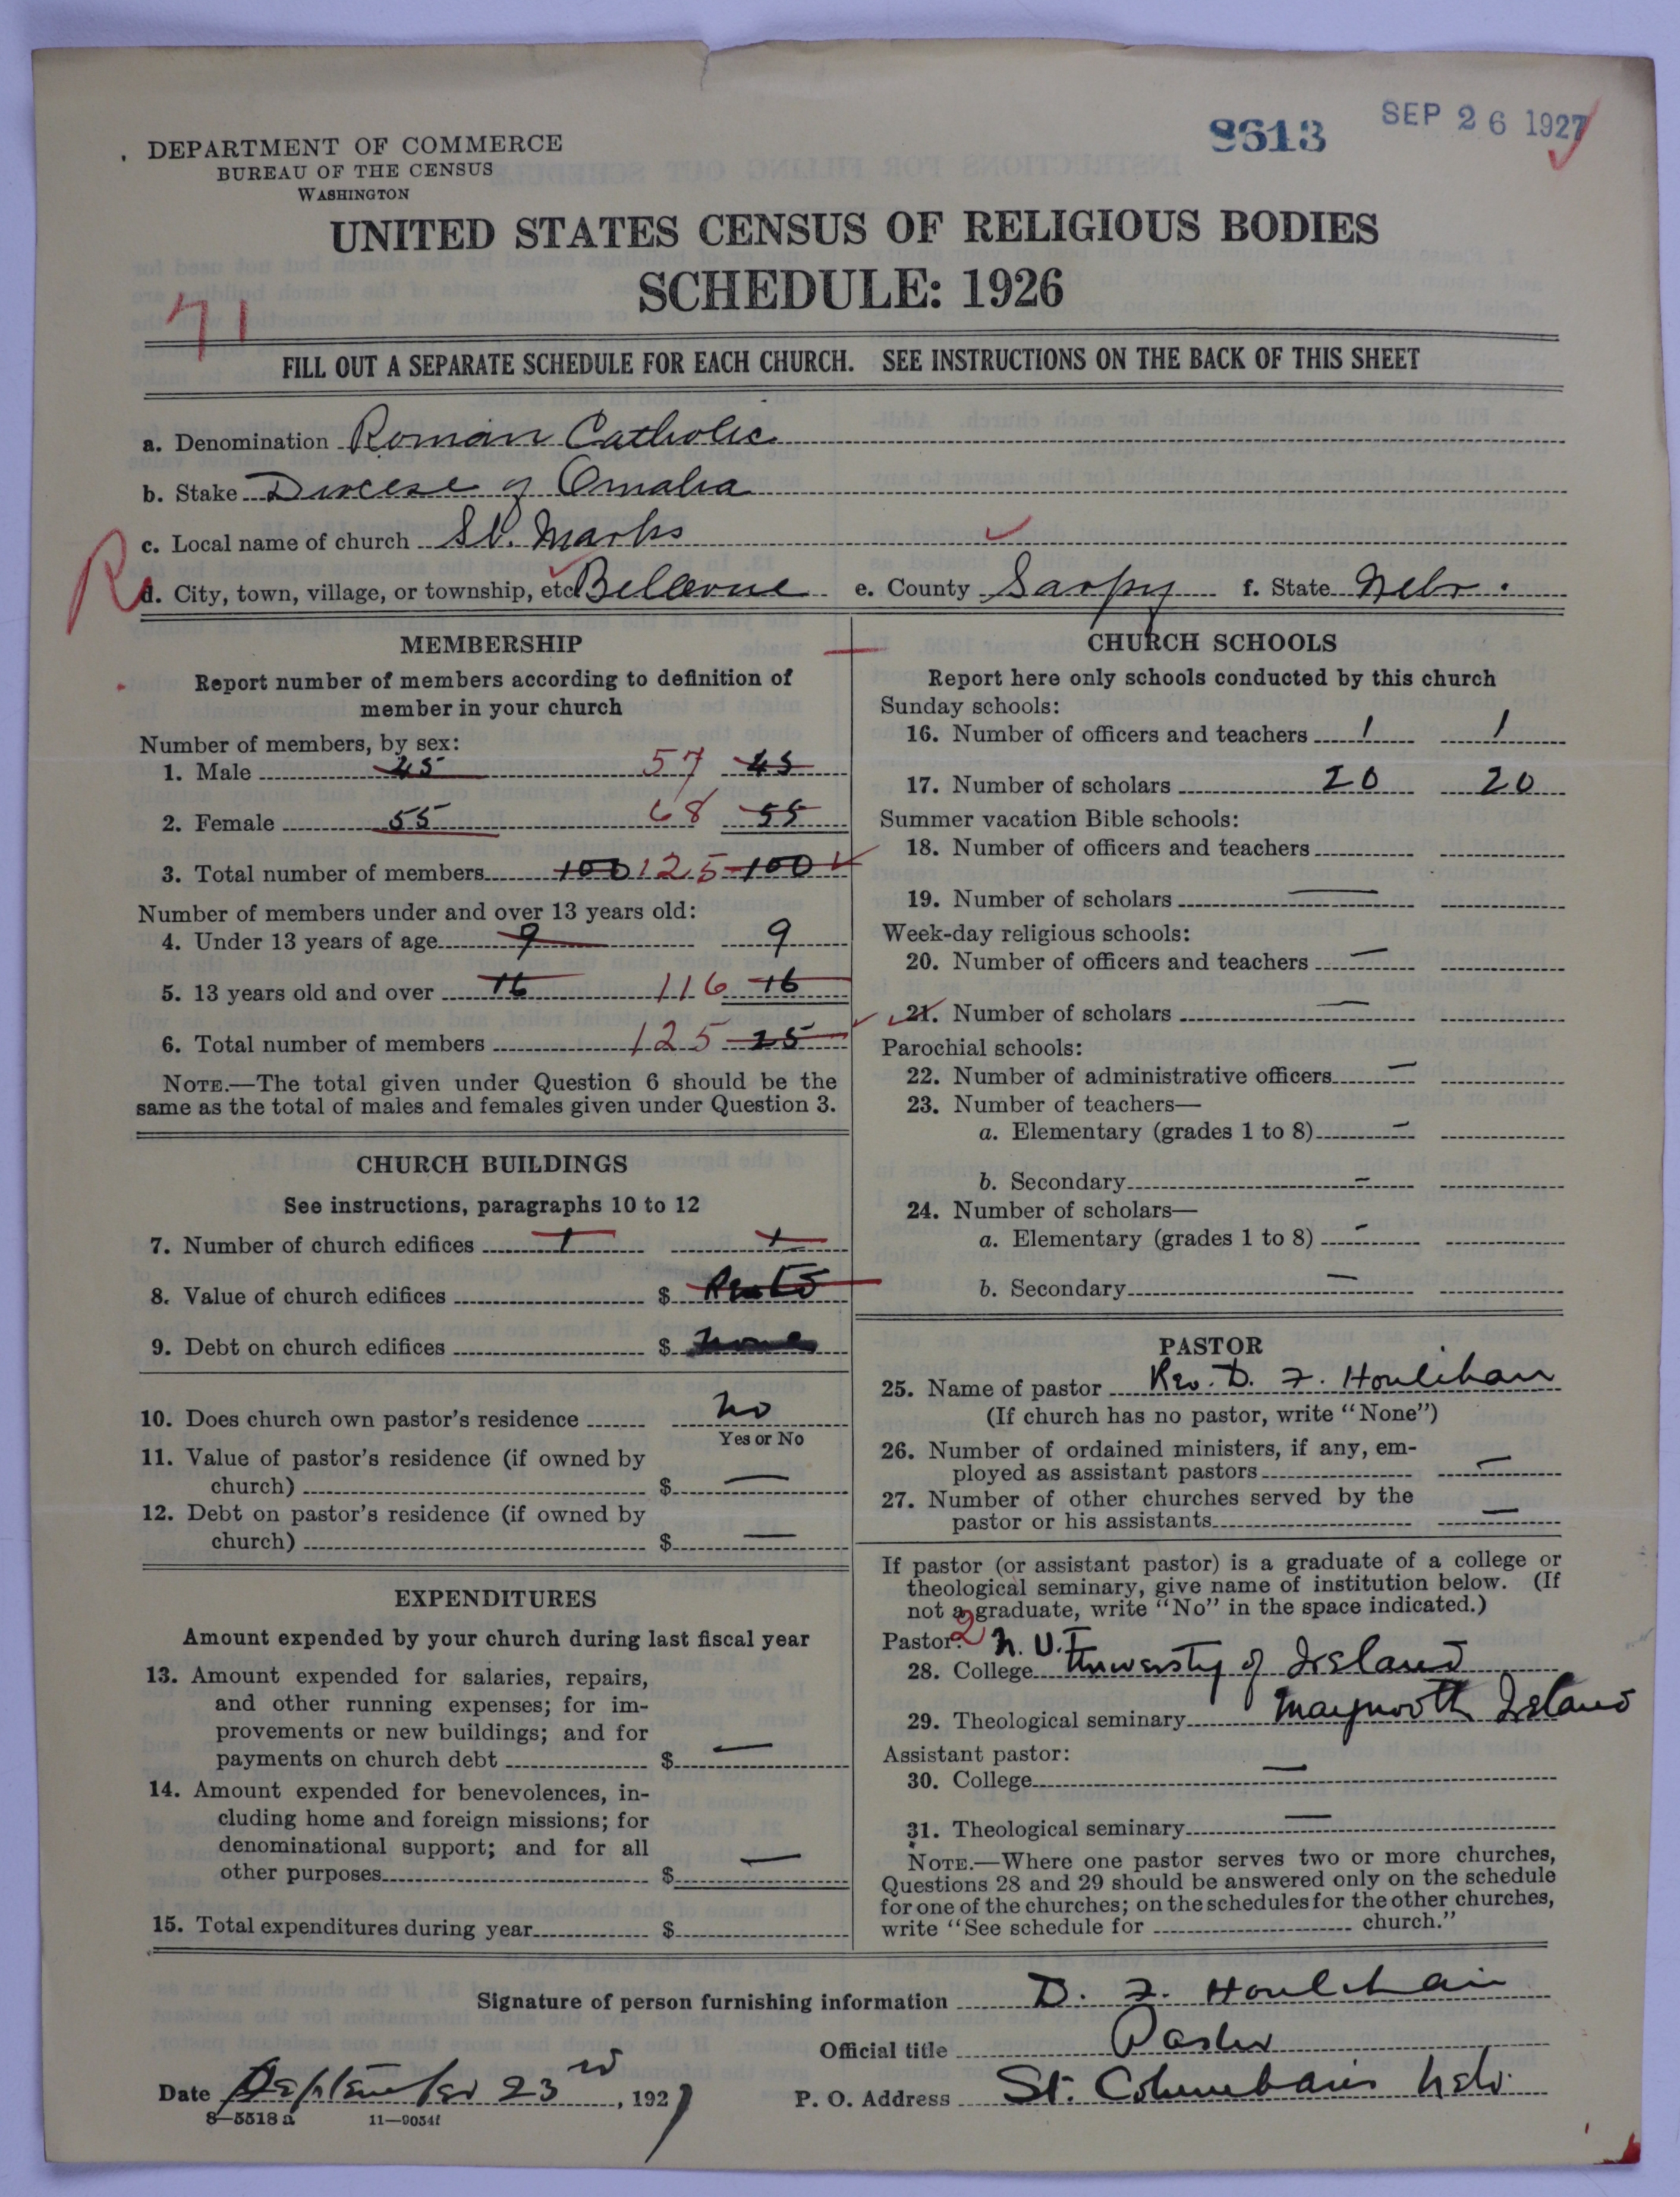 8613 SEP 26 1927
DEPARTMENT OF COMMERCE
BUREAU OF THE CENSUS
WASHINGTON
UNITED STATES CENSUS OF RELIGIOUS BODIES
SCHEDULE: 1926
71
FILL OUT A SEPARATE SCHEDULE FOR EACH CHURCH. SEE INSTRUCTIONS ON THE BACK OF THIS SHEET
a. Denomination Roman Catholic
b. Stake Diocese of Omaha
c. Local name of church St. Marks
R
d. City, town, village, or township, etc. Bellevue e. County Sarpy f. State Nebr.
MEMBERSHIP
Report number of members according to definition of
member in your church
Number of members, by sex:
1. Male 45 57 45
2. Female 55 68 55
3. Total number of members 100 125 100
Number of members under and over 13 years old:
4. Under 13 years of age 9 9
5. 13 years old and over 16 116 16
6. Total number of members 125 25
NOTE.—The total given under Question 6 should be the
same as the total of males and females given under Question 3.
CHURCH BUILDINGS
See instructions, paragraphs 10 to 12
7. Number of church edifices 1 1
8. Value of church edifices $
9. Debt on church edifices $ none
10. Does church own pastor's residence No
Yes or No
11. Value of pastor's residence (if owned by
church) $ —
12. Debt on pastor's residence (if owned by
church) $ —
EXPENDITURES
Amount expended by your church during last fiscal year
13. Amount expended for salaries, repairs,
and other running expenses; for im-
provements or new buildings; and for
payments on church debt $ —
14. Amount expended for benevolences, in-
cluding home and foreign missions; for
denominational support; and for all
other purposes $ —
15. Total expenditures during year $
CHURCH SCHOOLS
Report here only schools conducted by this church
Sunday schools:
16. Number of officers and teachers 1 1
17. Number of scholars 20 20
Summer vacation Bible schools:
18. Number of officers and teachers
19. Number of scholars —
Week-day religious schools:
20. Number of officers and teachers —
21. Number of scholars —
Parochial schools:
22. Number of administrative officers —
23. Number of teachers—
a. Elementary (grades 1 to 8) —
b. Secondary —
24. Number of scholars—
a. Elementary (grades 1 to 8) —
b. Secondary —
PASTOR
25. Name of pastor Rev. D. F. Houlihan
(If church has no pastor, write "None")
26. Number of ordained ministers, if any, em-
ployed as assistant pastors —
27. Number of other churches served by the
pastor or his assistants —
If pastor (or assistant pastor) is a graduate of a college or
theological seminary, give name of institution below. (If
not a graduate, write "No" in the space indicated.)
Pastor: 2 N. U. I.
28. College University of Ireland
29. Theological seminary Maynooth Ireland
Assistant pastor:
30. College —
31. Theological seminary —
NOTE.—Where one pastor serves two or more churches,
Questions 28 and 29 should be answered only on the schedule
for one of the churches; on the schedules for the other churches,
write "See schedule for church."
Signature of person furnishing information D. F. Houlihan
Official title Pastor
Date September 23rd, 1927 P. O. Address St. Columbans Nebr.
8—5518a 11—9054f